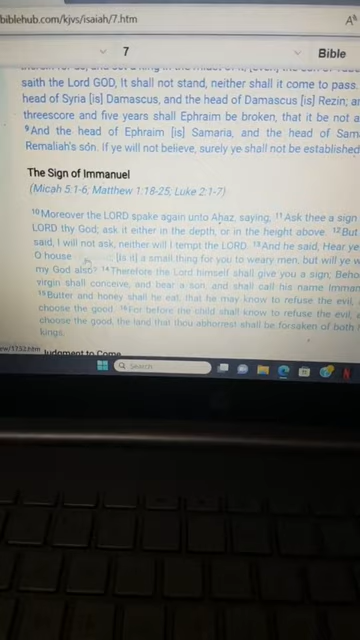 biblehub.com/kjvs/isaiah/7.htm
7
Bible
saith the Lord GOD, It shall not stand, neither shall it come to pass.
head of Syria [is] Damascus, and the head of Damascus [is] Rezin; a
threescore and five years shall Ephraim be broken, that it be not a
9And the head of Ephraim [is] Samaria, and the head of Sam
Remaliah's son. If ye will not believe, surely ye shall not be established
The Sign of Immanuel
(Micah 5:1-6; Matthew 1:18-25; Luke 2:1-7)
10Moreover the LORD spake again unto Ahaz, saying, 11Ask thee a sign
LORD thy God; ask it either in the depth, or in the height above. 12But
said, I will not ask, neither will I tempt the LORD. 13And he said, Hear ye
O house [is it] a small thing for you to weary men, but will ye w
my God also? 14Therefore the Lord himself shall give you a sign; Beho
virgin shall conceive, and bear a son, and shall call his name Imman
15Butter and honey shall he eat, that he may know to refuse the evil,
choose the good. 16For before the child shall know to refuse the evil,
choose the good, the land that thou abhorrest shall be forsaken of both
kings.
Judgment to Come
Search